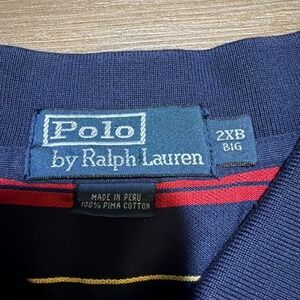 Polo
by Ralph Lauren
2XB
BIG
MADE IN PERU
100% PIMA COTTON